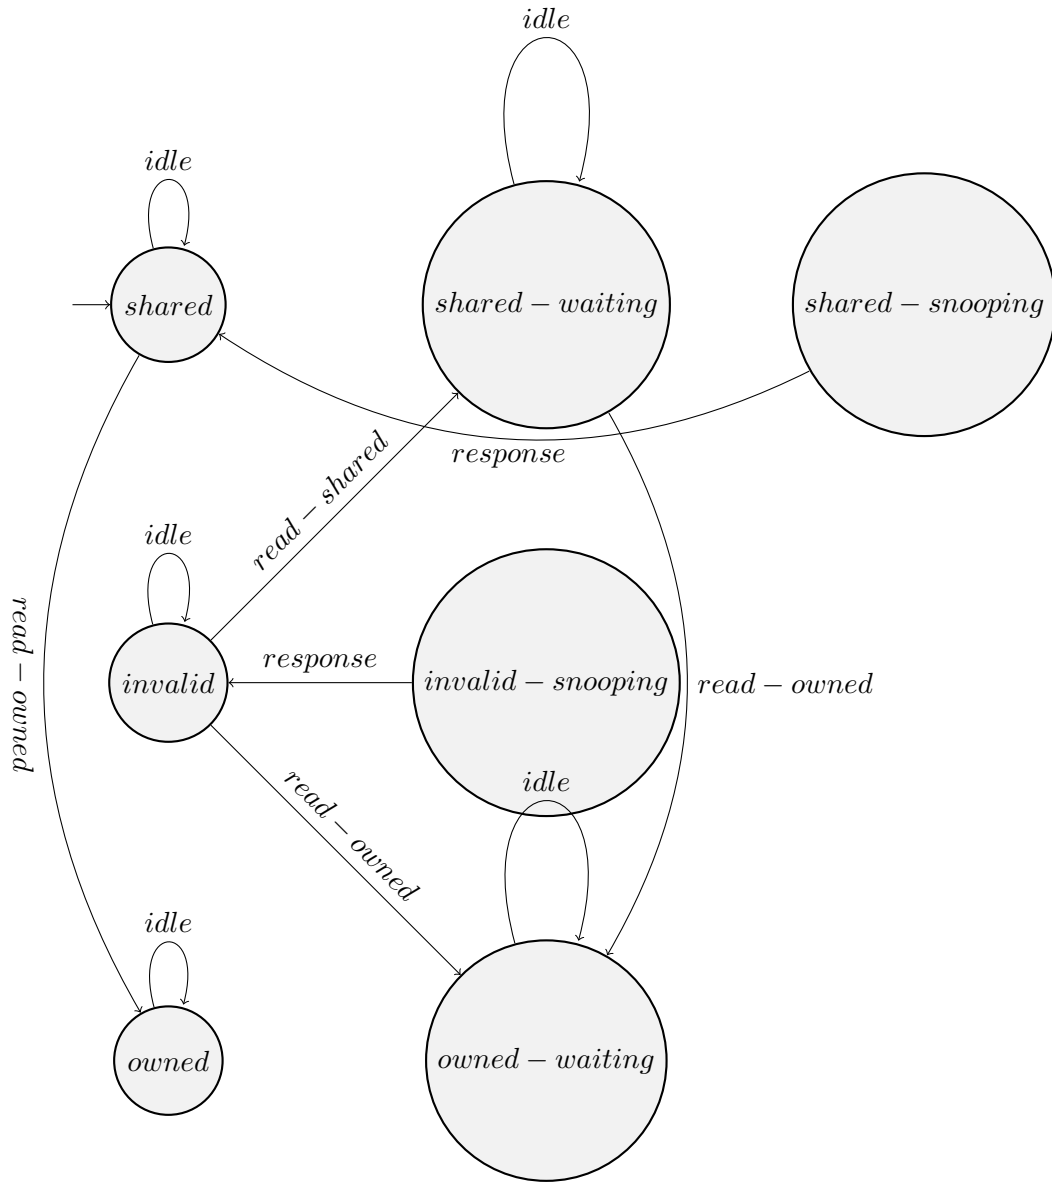 idle
idle
shared
shared − waiting
shared − snooping
response
read − shared
idle
response
invalid
invalid − snooping
read − owned
read − owned
idle
read − owned
idle
owned
owned − waiting